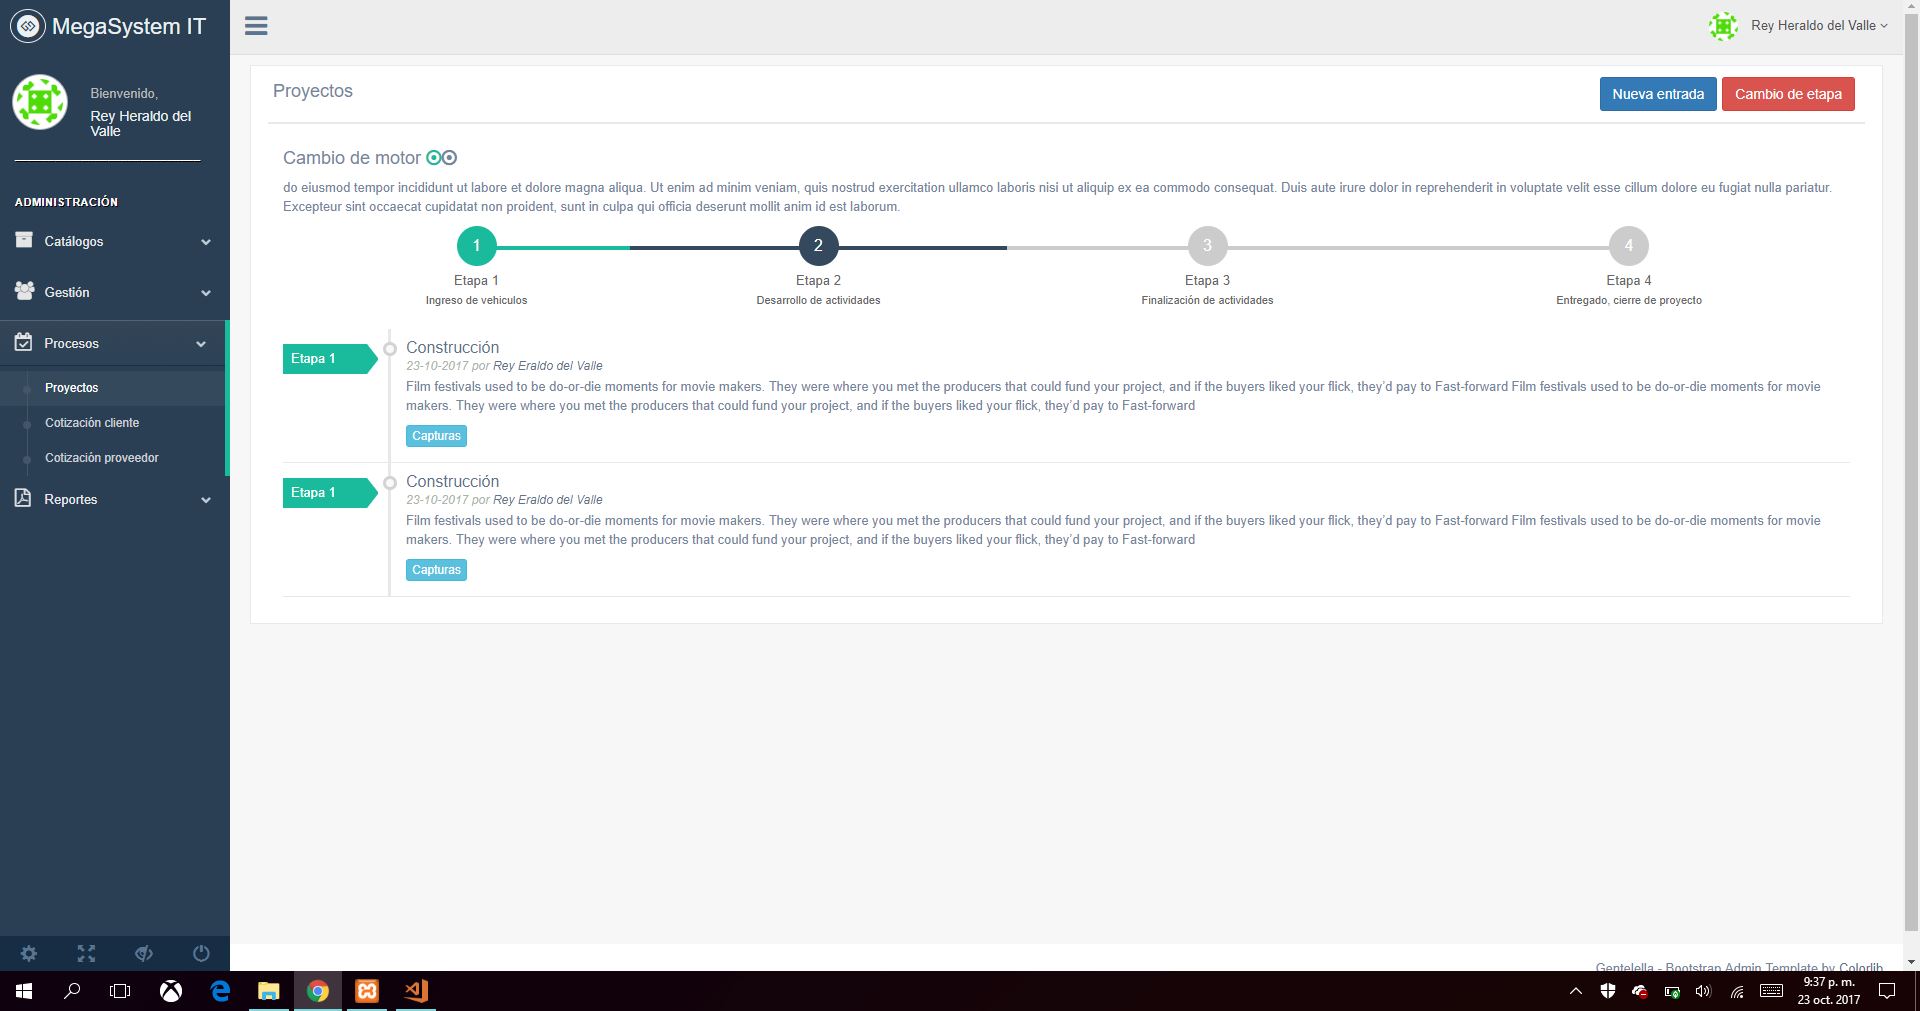 MegaSystem IT
Rey Heraldo del Valle
Bienvenido,
Rey Heraldo del
Valle
ADMINISTRACIÓN
Catálogos
Gestión
Procesos
Proyectos
Cotización cliente
Cotización proveedor
Reportes
Proyectos
Nueva entrada
Cambio de etapa
Cambio de motor
do eiusmod tempor incididunt ut labore et dolore magna aliqua. Ut enim ad minim veniam, quis nostrud exercitation ullamco laboris nisi ut aliquip ex ea commodo consequat. Duis aute irure dolor in reprehenderit in voluptate velit esse cillum dolore eu fugiat nulla pariatur.
Excepteur sint occaecat cupidatat non proident, sunt in culpa qui officia deserunt mollit anim id est laborum.
1
Etapa 1
Ingreso de vehiculos
2
Etapa 2
Desarrollo de actividades
3
Etapa 3
Finalización de actividades
4
Etapa 4
Entregado, cierre de proyecto
Etapa 1
Construcción
23-10-2017 por Rey Eraldo del Valle
Film festivals used to be do-or-die moments for movie makers. They were where you met the producers that could fund your project, and if the buyers liked your flick, they'd pay to Fast-forward Film festivals used to be do-or-die moments for movie
makers. They were where you met the producers that could fund your project, and if the buyers liked your flick, they'd pay to Fast-forward
Capturas
Etapa 1
Construcción
23-10-2017 por Rey Eraldo del Valle
Film festivals used to be do-or-die moments for movie makers. They were where you met the producers that could fund your project, and if the buyers liked your flick, they'd pay to Fast-forward Film festivals used to be do-or-die moments for movie
makers. They were where you met the producers that could fund your project, and if the buyers liked your flick, they'd pay to Fast-forward
Capturas
Gentelella - Bootstrap Admin Template by Colorlib
9:37 p. m.
23 oct. 2017